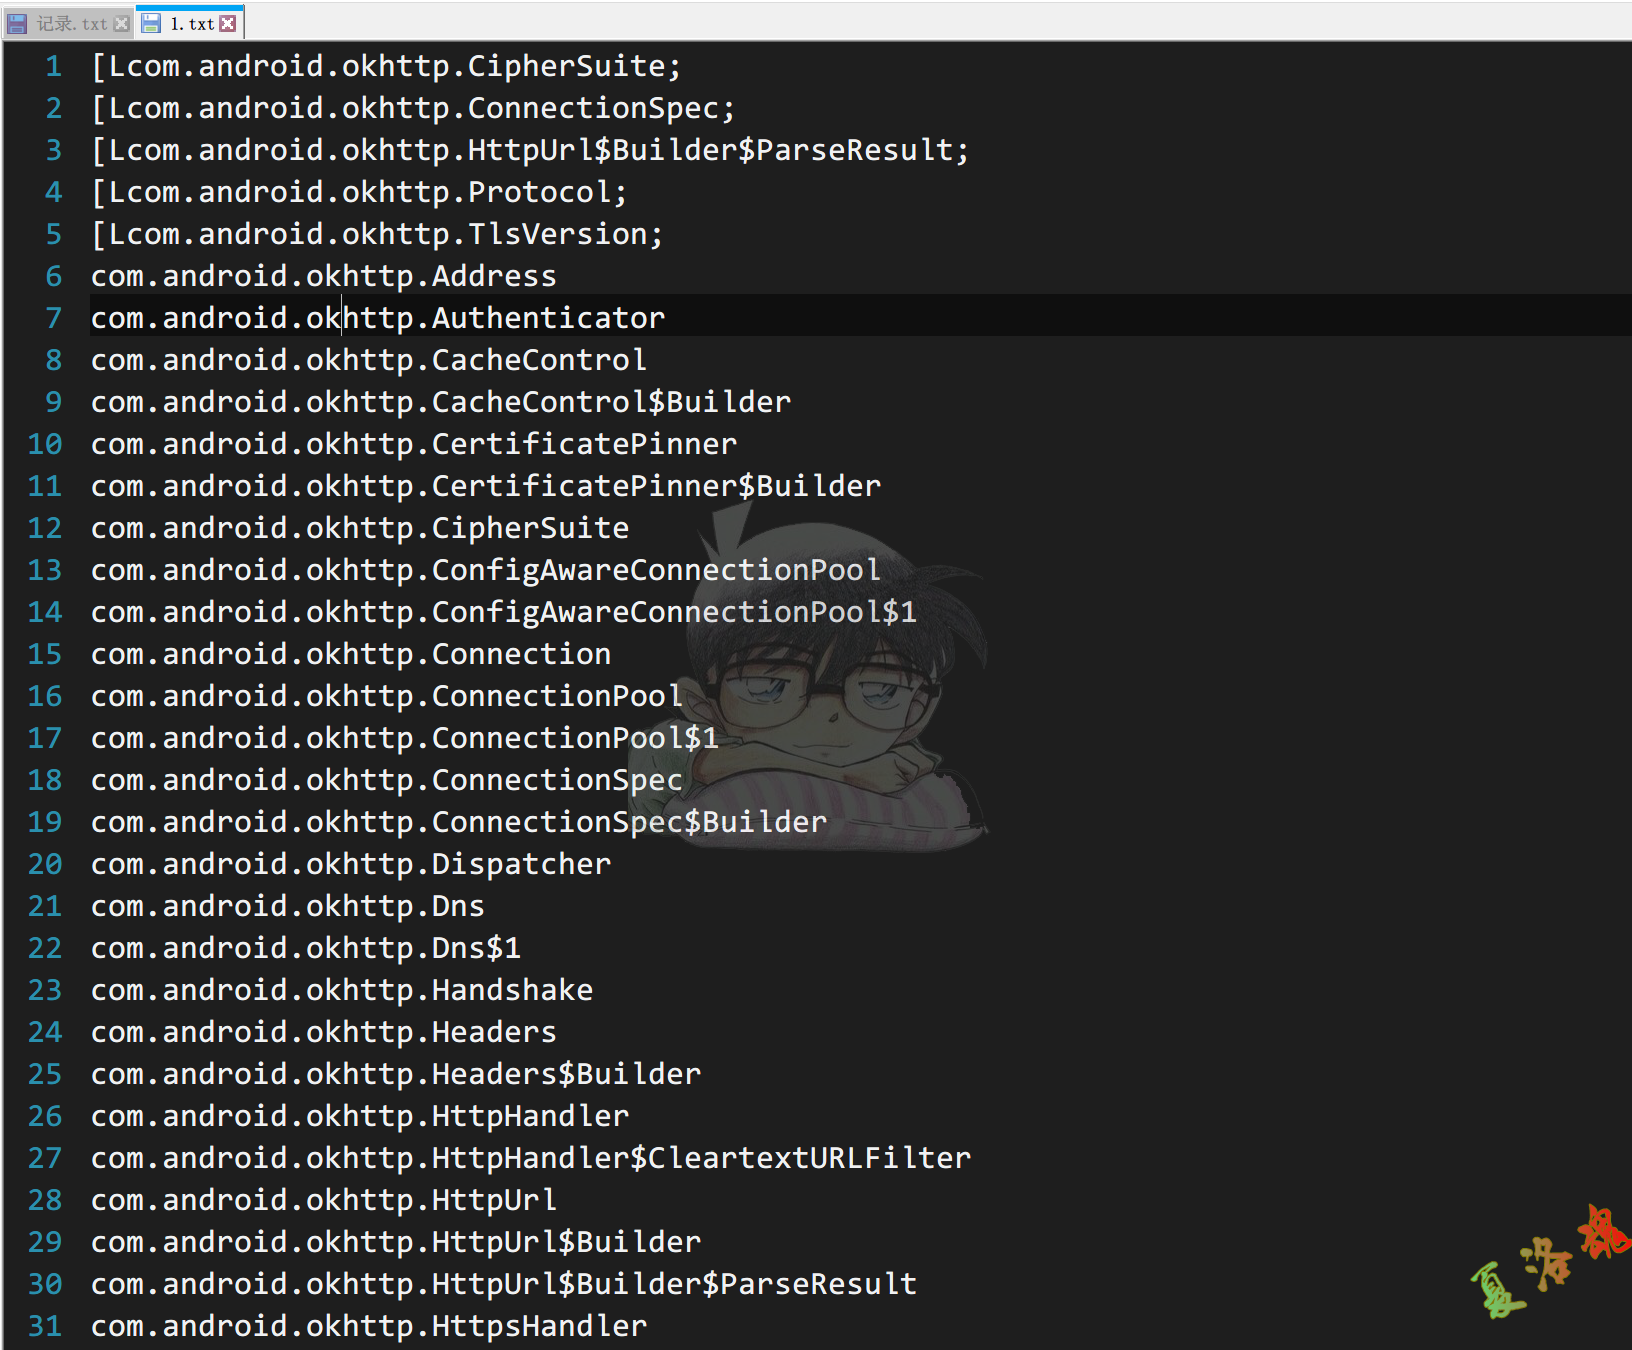 记录.txt
1.txt
1 [Lcom.android.okhttp.CipherSuite;
2 [Lcom.android.okhttp.ConnectionSpec;
3 [Lcom.android.okhttp.HttpUrl$Builder$ParseResult;
4 [Lcom.android.okhttp.Protocol;
5 [Lcom.android.okhttp.TlsVersion;
6 com.android.okhttp.Address
7 com.android.okhttp.Authenticator
8 com.android.okhttp.CacheControl
9 com.android.okhttp.CacheControl$Builder
10 com.android.okhttp.CertificatePinner
11 com.android.okhttp.CertificatePinner$Builder
12 com.android.okhttp.CipherSuite
13 com.android.okhttp.ConfigAwareConnectionPool
14 com.android.okhttp.ConfigAwareConnectionPool$1
15 com.android.okhttp.Connection
16 com.android.okhttp.ConnectionPool
17 com.android.okhttp.ConnectionPool$1
18 com.android.okhttp.ConnectionSpec
19 com.android.okhttp.ConnectionSpec$Builder
20 com.android.okhttp.Dispatcher
21 com.android.okhttp.Dns
22 com.android.okhttp.Dns$1
23 com.android.okhttp.Handshake
24 com.android.okhttp.Headers
25 com.android.okhttp.Headers$Builder
26 com.android.okhttp.HttpHandler
27 com.android.okhttp.HttpHandler$CleartextURLFilter
28 com.android.okhttp.HttpUrl
29 com.android.okhttp.HttpUrl$Builder
30 com.android.okhttp.HttpUrl$Builder$ParseResult
31 com.android.okhttp.HttpsHandler
夏洛魂